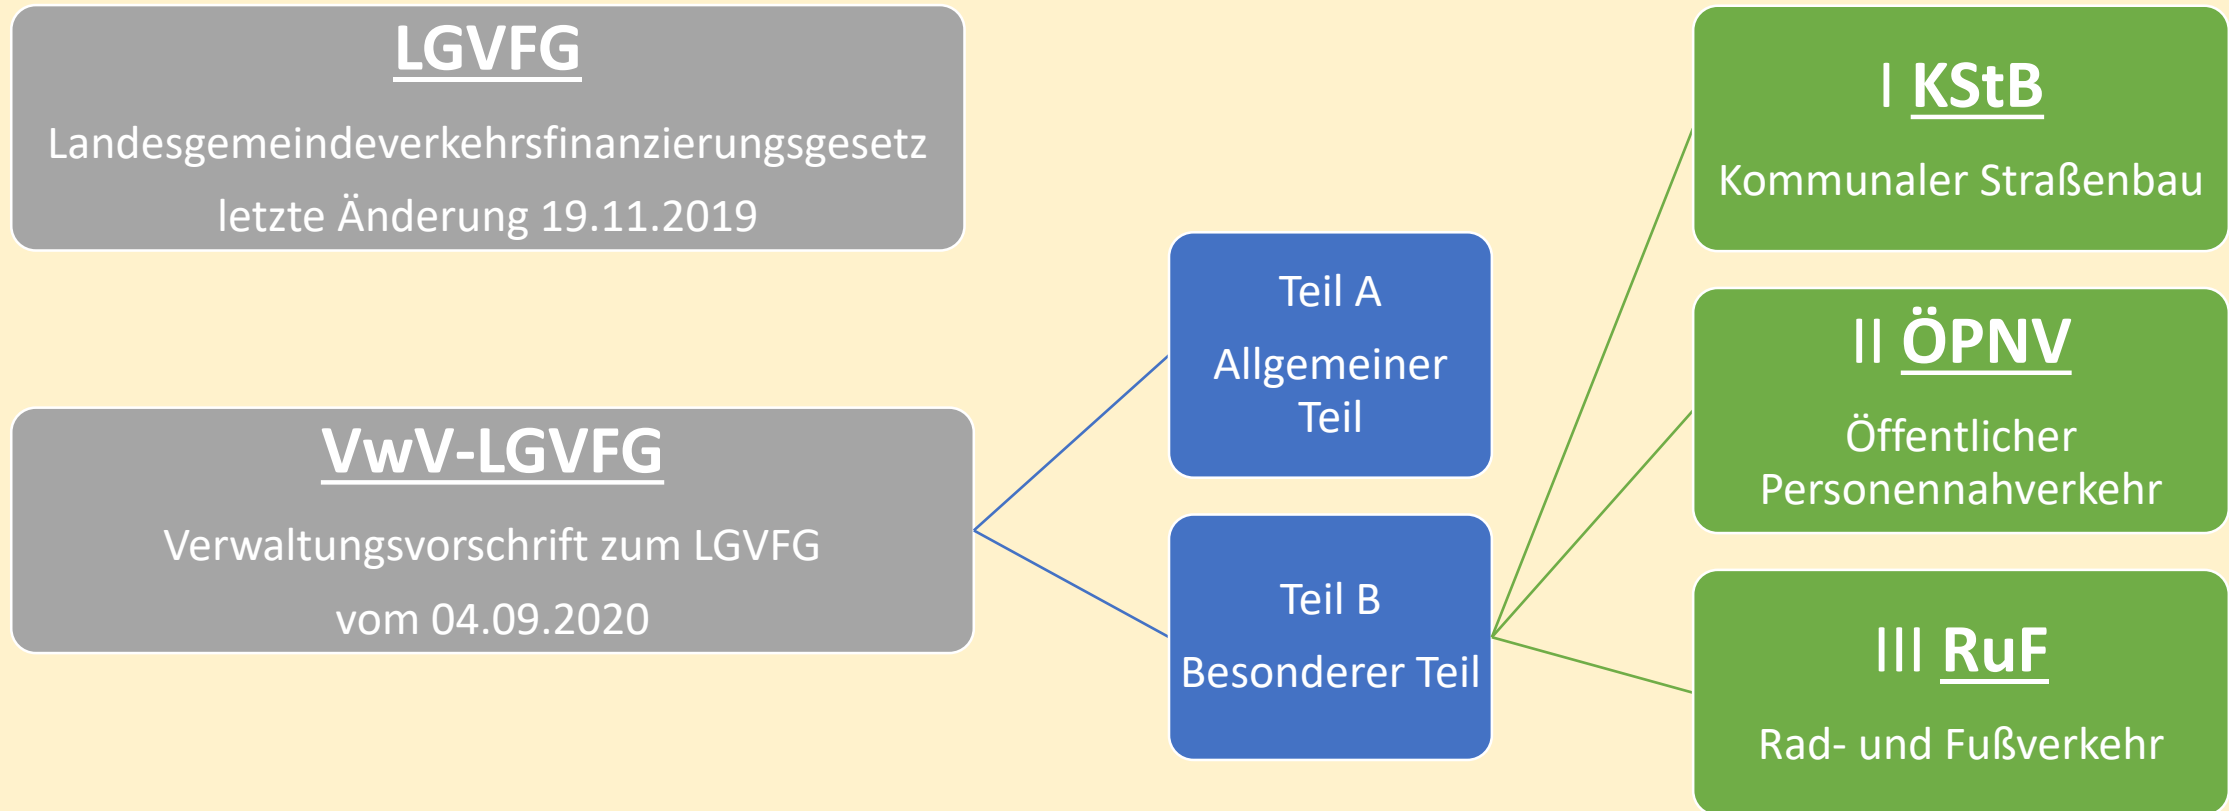 LGVFG
Landesgemeindeverkehrsfinanzierungsgesetz
letzte Änderung 19.11.2019
VwV-LGVFG
Verwaltungsvorschrift zum LGVFG
vom 04.09.2020
Teil A
Allgemeiner
Teil
Teil B
Besonderer Teil
I KStB
Kommunaler Straßenbau
II ÖPNV
Öffentlicher
Personennahverkehr
III RuF
Rad- und Fußverkehr